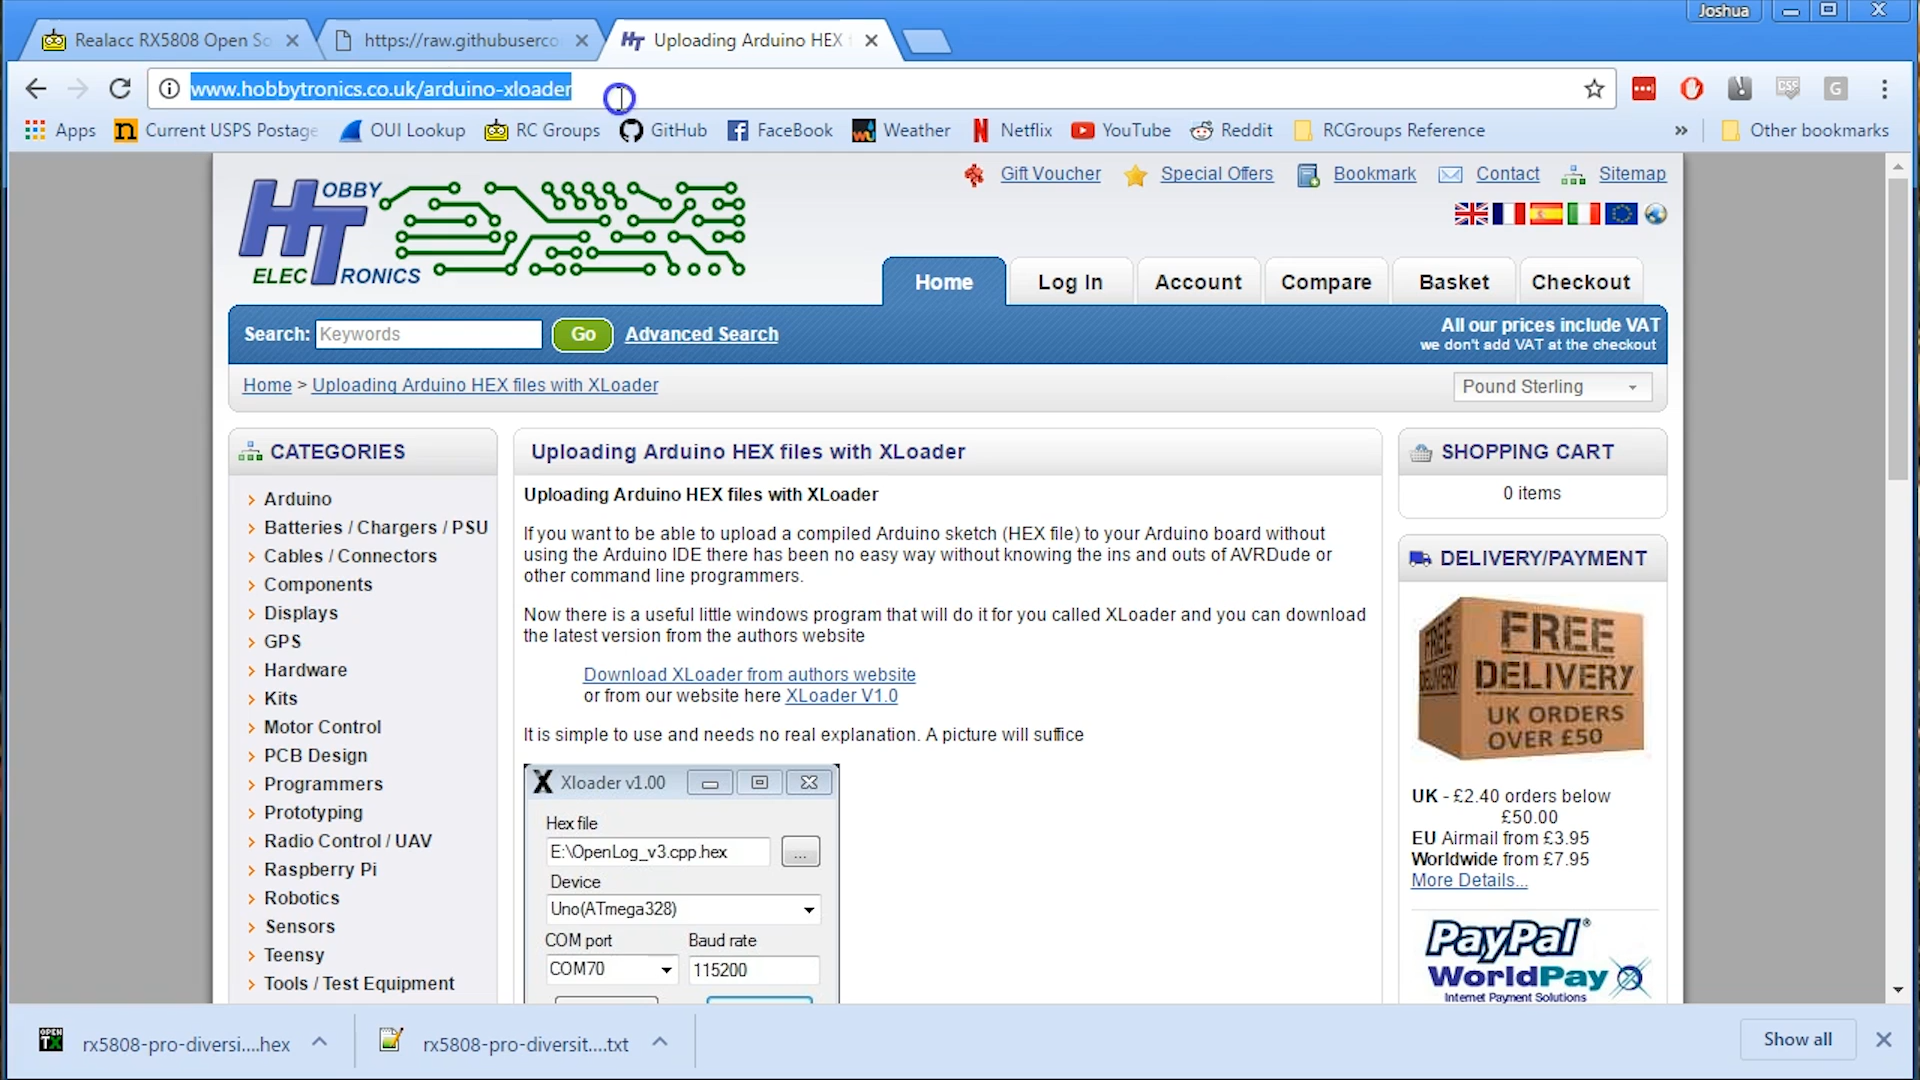 Joshua
Realacc RX5808 Open So
https://raw.githubuserco
Uploading Arduino HEX f
www.hobbytronics.co.uk/arduino-xloader
Apps
Current USPS Postage
OUI Lookup
RC Groups
GitHub
FaceBook
Weather
Netflix
YouTube
Reddit
RCGroups Reference
»
Other bookmarks
HOBBY
TRONICS
ELEC
Gift Voucher
Special Offers
Bookmark
Contact
Sitemap
Home
Log In
Account
Compare
Basket
Checkout
Search: Keywords Go Advanced Search
All our prices include VAT
we don't add VAT at the checkout
Home > Uploading Arduino HEX files with XLoader
Pound Sterling
CATEGORIES
Arduino
Batteries / Chargers / PSU
Cables / Connectors
Components
Displays
GPS
Hardware
Kits
Motor Control
PCB Design
Programmers
Prototyping
Radio Control / UAV
Raspberry Pi
Robotics
Sensors
Teensy
Tools / Test Equipment
Uploading Arduino HEX files with XLoader
Uploading Arduino HEX files with XLoader
If you want to be able to upload a compiled Arduino sketch (HEX file) to your Arduino board without
using the Arduino IDE there has been no easy way without knowing the ins and outs of AVRDude or
other command line programmers.
Now there is a useful little windows program that will do it for you called XLoader and you can download
the latest version from the authors website
Download XLoader from authors website
or from our website here XLoader V1.0
It is simple to use and needs no real explanation. A picture will suffice
X Xloader v1.00
Hex file
E:\OpenLog_v3.cpp.hex
...
Device
Uno(ATmega328)
COM port
Baud rate
COM70
115200
SHOPPING CART
0 items
DELIVERY/PAYMENT
FREE
DELIVERY
FREE
DELIVERY
UK ORDERS
OVER £50
UK - £2.40 orders below
£50.00
EU Airmail from £3.95
Worldwide from £7.95
More Details...
PayPal®
WorldPay
Internet Payment Solutions
OPEN
TX
rx5808-pro-diversi....hex
rx5808-pro-diversit....txt
Show all